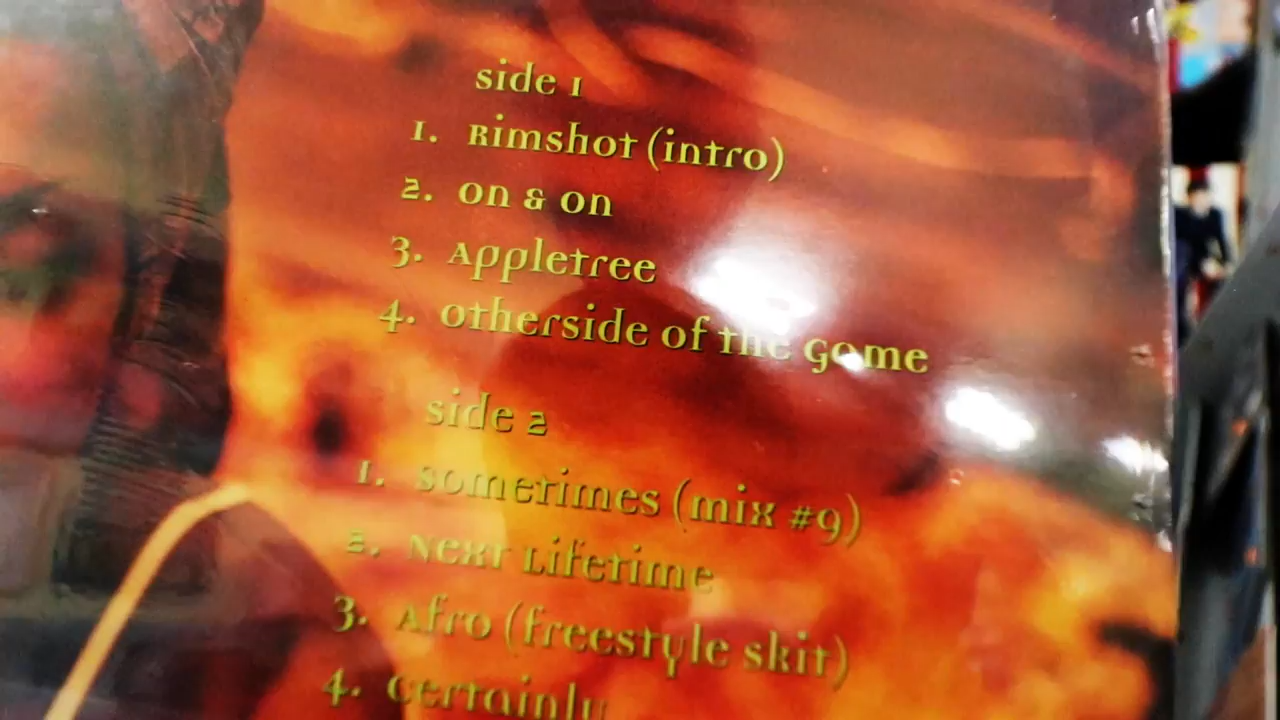 side 1
1. Rimshot (intro)
2. on & on
3. Appletree
4. otherside of the game
side 2
1. sometimes (mix #9)
2. Next Lifetime
3. Afro (freestyle skit)
4. certainly